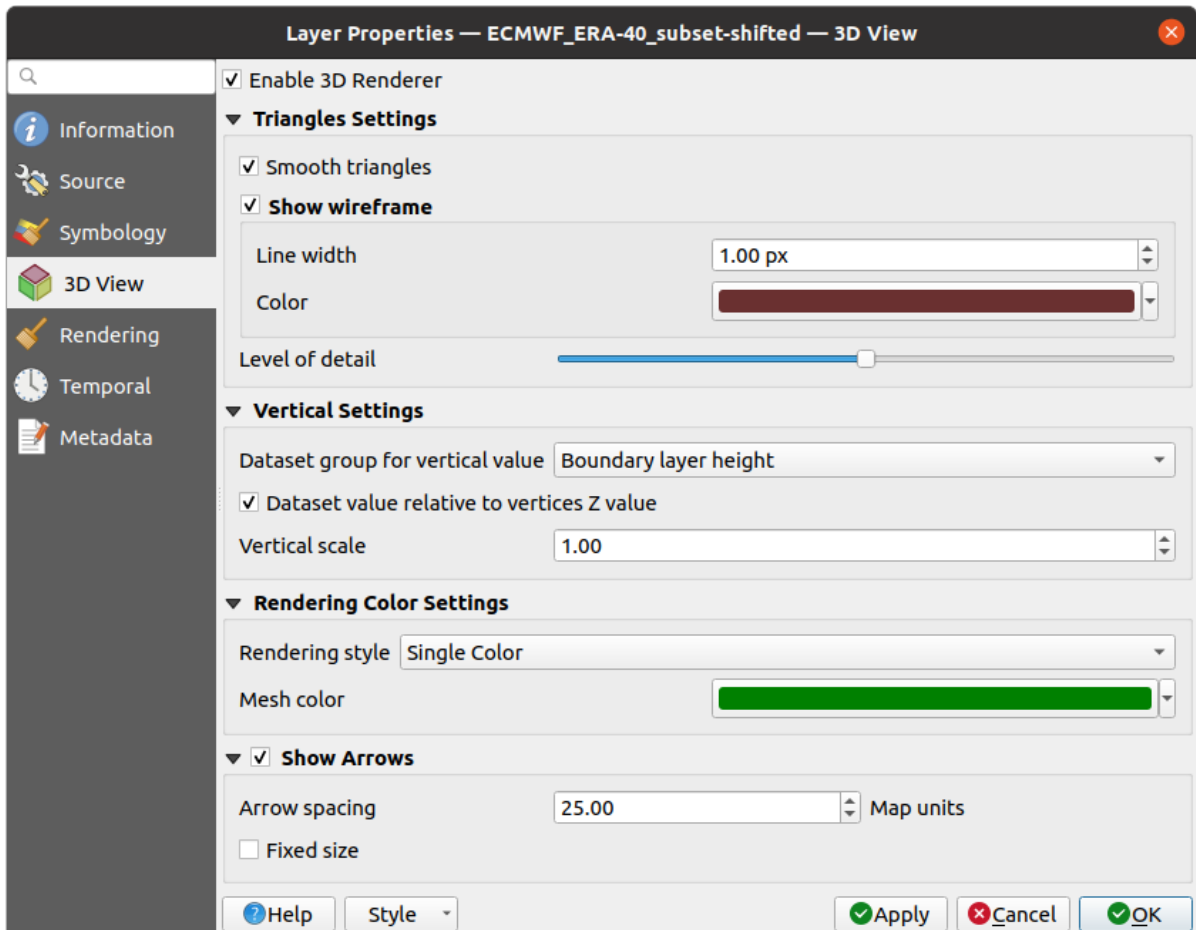 Layer Properties — ECMWF_ERA-40_subset-shifted — 3D View
Information
Source
Symbology
3D View
Rendering
Temporal
Metadata
Enable 3D Renderer
Triangles Settings
Smooth triangles
Show wireframe
Line width 1.00 px
Color
Level of detail
Vertical Settings
Dataset group for vertical value Boundary layer height
Dataset value relative to vertices Z value
Vertical scale 1.00
Rendering Color Settings
Rendering style Single Color
Mesh color
Show Arrows
Arrow spacing 25.00 Map units
Fixed size
Help Style Apply Cancel OK